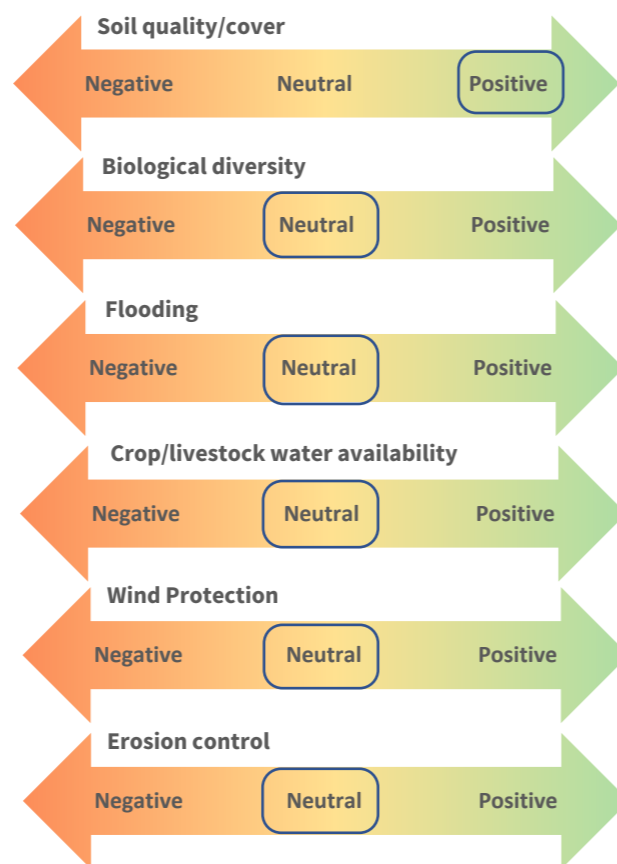 Soil quality/cover
Negative Neutral Positive
Biological diversity
Negative Neutral Positive
Flooding
Negative Neutral Positive
Crop/livestock water availability
Negative Neutral Positive
Wind Protection
Negative Neutral Positive
Erosion control
Negative Neutral Positive